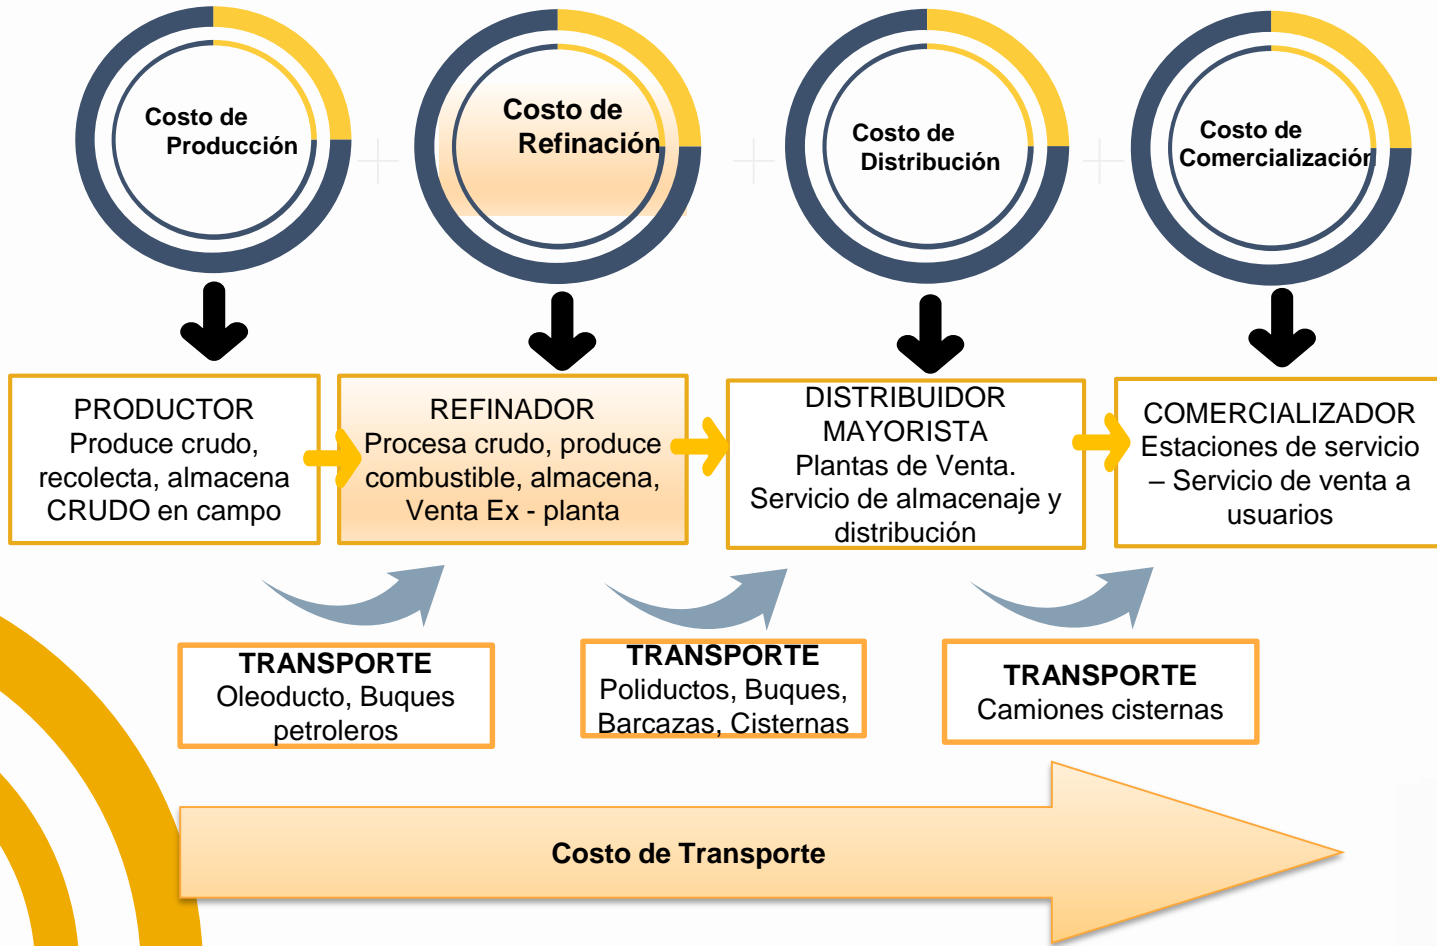 Costo de
Producción
Costo de
Refinación
Costo de
Distribución
Costo de
Comercialización
PRODUCTOR
Produce crudo,
recolecta, almacena
CRUDO en campo
REFINADOR
Procesa crudo, produce
combustible, almacena,
Venta Ex - planta
DISTRIBUIDOR
MAYORISTA
Plantas de Venta.
Servicio de almacenaje y
distribución
COMERCIALIZADOR
Estaciones de servicio
– Servicio de venta a
usuarios
TRANSPORTE
Oleoducto, Buques
petroleros
TRANSPORTE
Poliductos, Buques,
Barcazas, Cisternas
TRANSPORTE
Camiones cisternas
Costo de Transporte